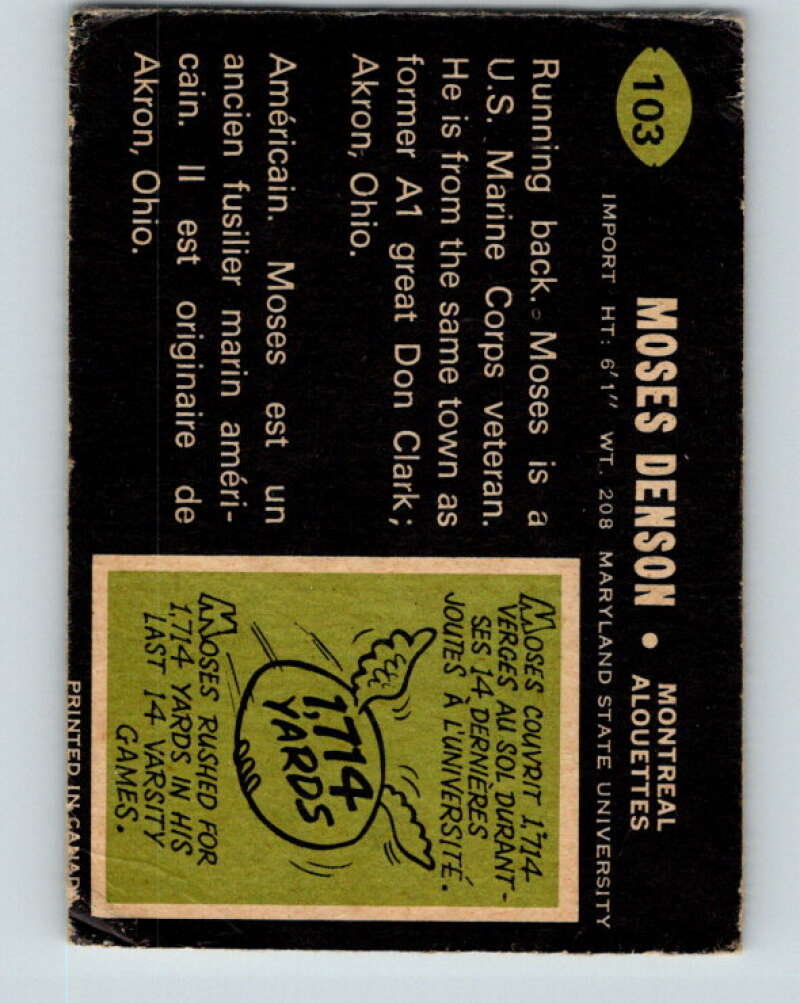 103
MOSES DENSON • MONTREAL
ALOUETTES
IMPORT HT: 6'1" WT. 208 MARYLAND STATE UNIVERSITY
Running back. Moses is a
U.S. Marine Corps veteran.
He is from the same town as
former A1 great Don Clark;
Akron, Ohio.
Américain. Moses est un
ancien fusilier marin améri-
cain. Il est originaire de
Akron, Ohio.
MOSES COUVRIT 1,714
VERGES AU SOL DURANT-
SES 14 DERNIÈRES
JOUTES À L'UNIVERSITÉ.
1,714
YARDS
MOSES RUSHED FOR
1,714 YARDS IN HIS
LAST 14 VARSITY
GAMES.
PRINTED IN CANADA